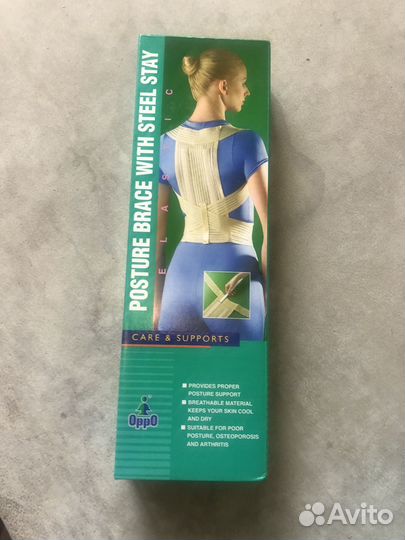 POSTURE BRACE WITH STEEL STAY
ELASTIC
CARE & SUPPORTS
OPPO
PROVIDES PROPER
POSTURE SUPPORT
BREATHABLE MATERIAL
KEEPS YOUR SKIN COOL
AND DRY
SUITABLE FOR POOR
POSTURE, OSTEOPOROSIS
AND ARTHRITIS
Avito